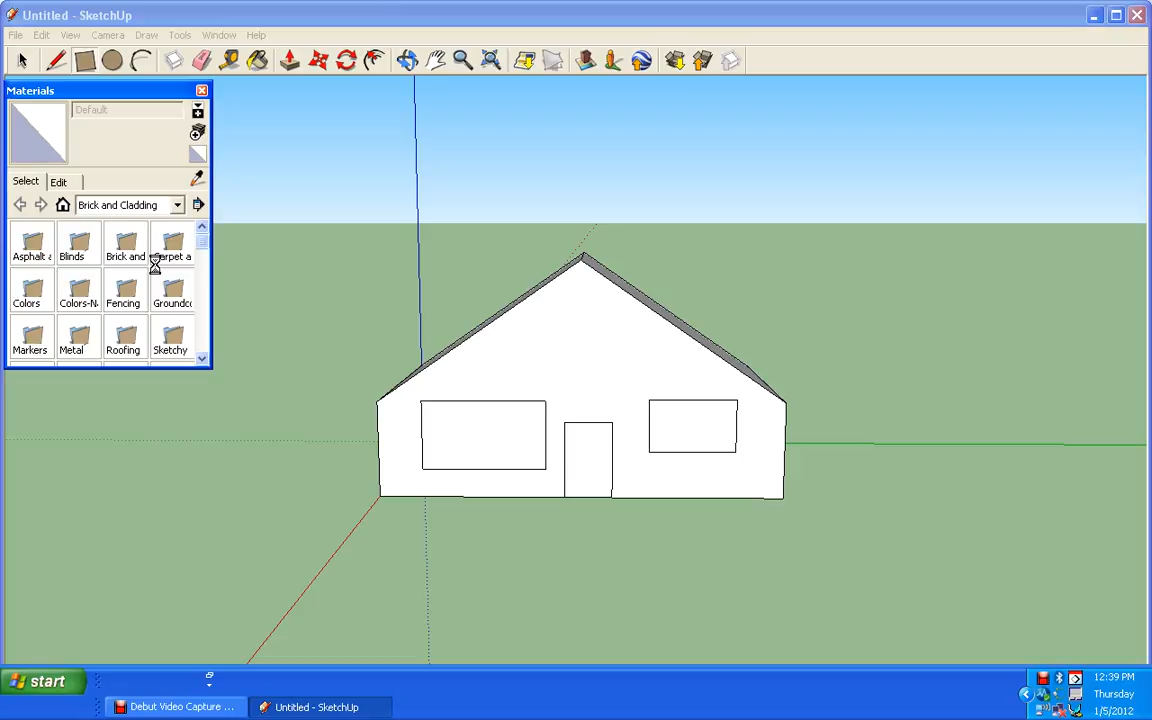 Untitled - SketchUp
File Edit View Camera Draw Tools Window Help
Materials
Default
Select Edit
Brick and Cladding
Asphalt Blinds Brick and Carpet a
Colors Colors-Na Fencing Groundc
Markers Metal Roofing Sketchy
start
Debut Video Capture ... Untitled - SketchUp
12:39 PM
Thursday
1/5/2012